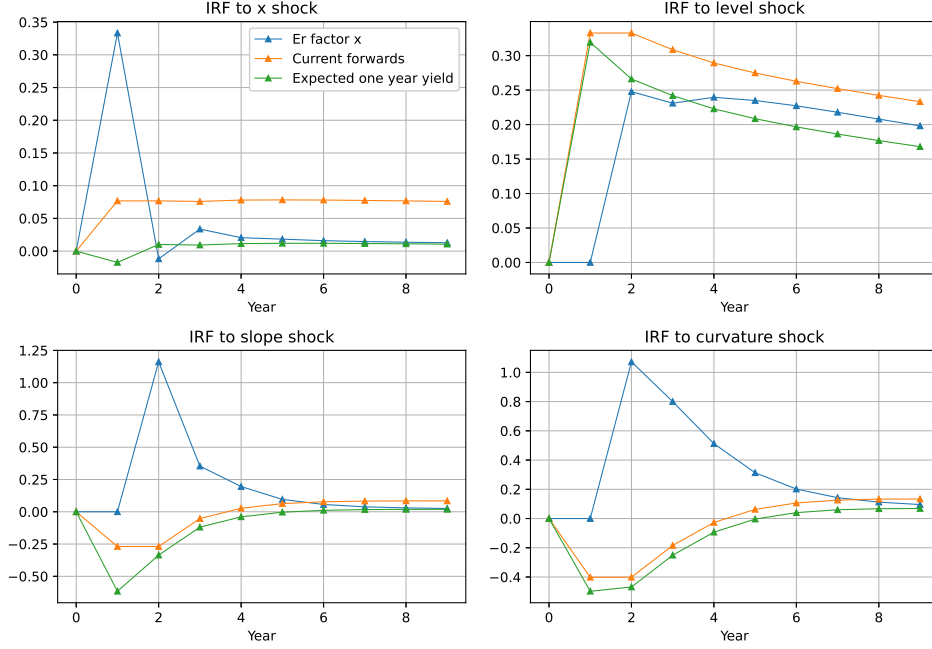 IRF to x shock
0.35
0.30
0.25
0.20
0.15
0.10
0.05
0.00
0 2 4 6 8
Year
Er factor x
Current forwards
Expected one year yield
IRF to level shock
0.30
0.25
0.20
0.15
0.10
0.05
0.00
0 2 4 6 8
Year
IRF to slope shock
1.25
1.00
0.75
0.50
0.25
0.00
−0.25
−0.50
0 2 4 6 8
Year
IRF to curvature shock
1.0
0.8
0.6
0.4
0.2
0.0
−0.2
−0.4
0 2 4 6 8
Year